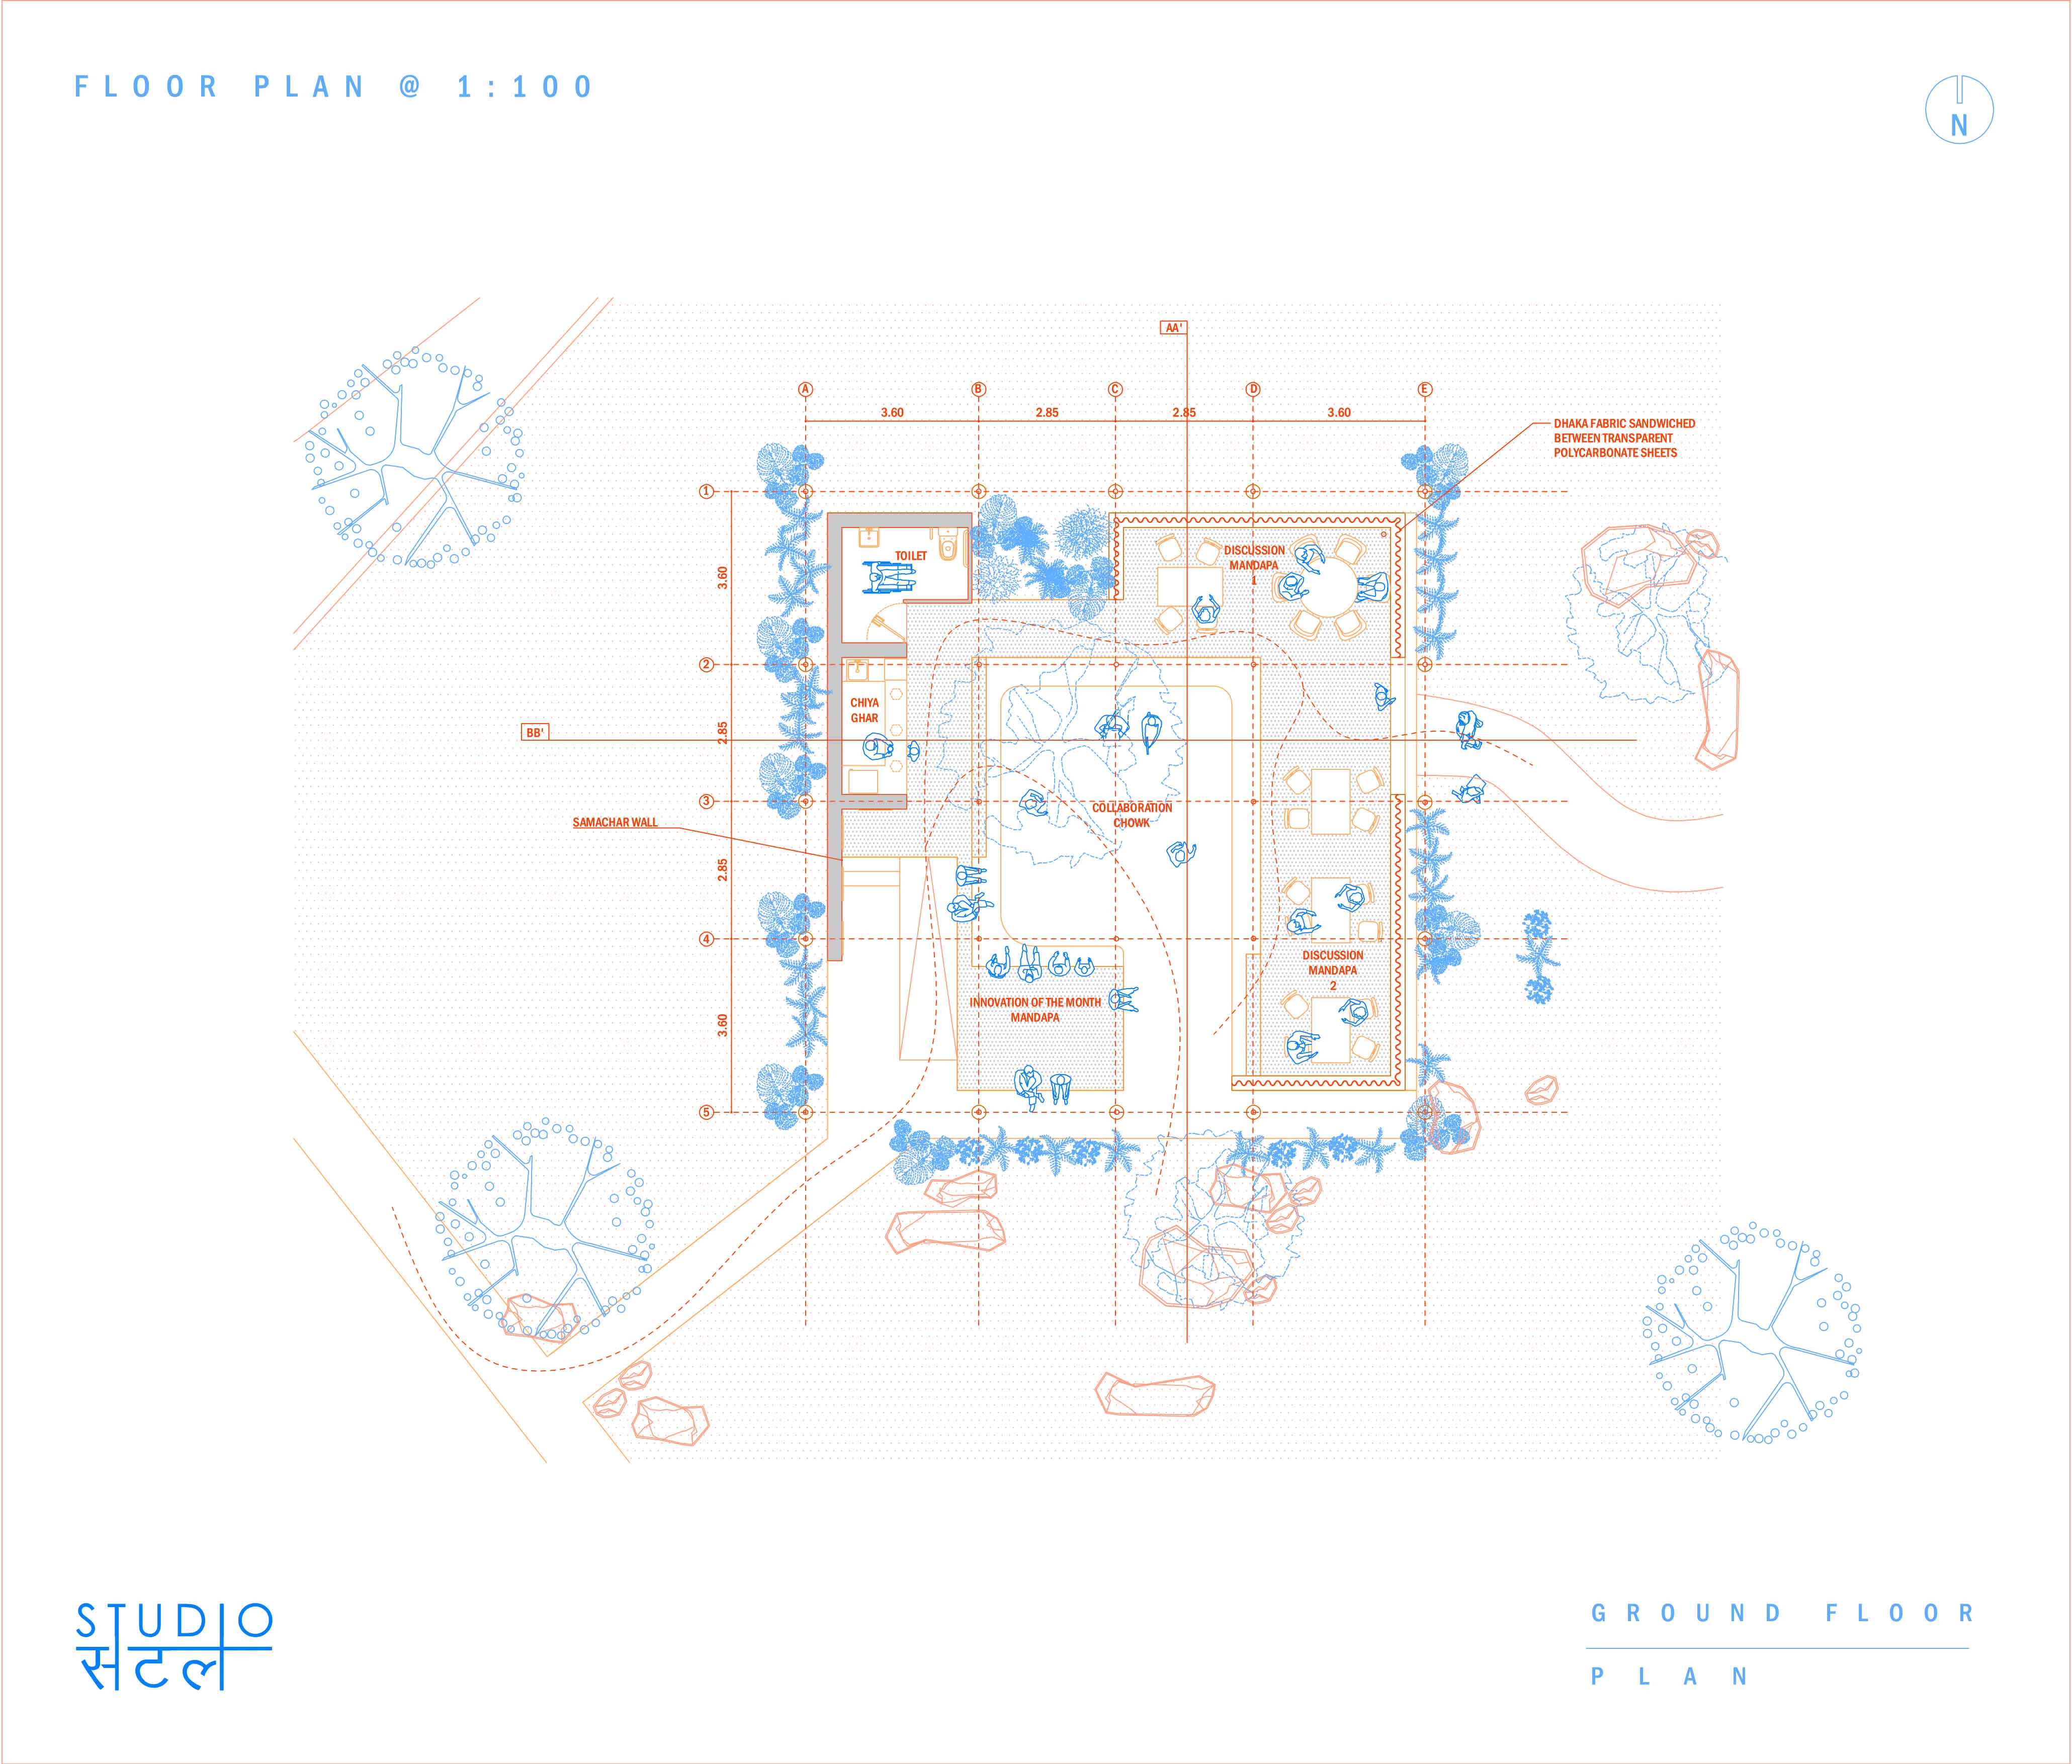 FLOOR PLAN @ 1:100
N
AA'
A
B
C
D
E
3.60
2.85
2.85
3.60
DHAKA FABRIC SANDWICHED
BETWEEN TRANSPARENT
POLYCARBONATE SHEETS
1
2
3
4
5
3.60
2.85
2.85
3.60
TOILET
DISCUSSION
MANDAPA
1
CHIYA
GHAR
BB'
COLLABORATION
CHOWK
SAMACHAR WALL
DISCUSSION
MANDAPA
2
INNOVATION OF THE MONTH
MANDAPA
STUDIO
सटल
GROUND FLOOR
PLAN